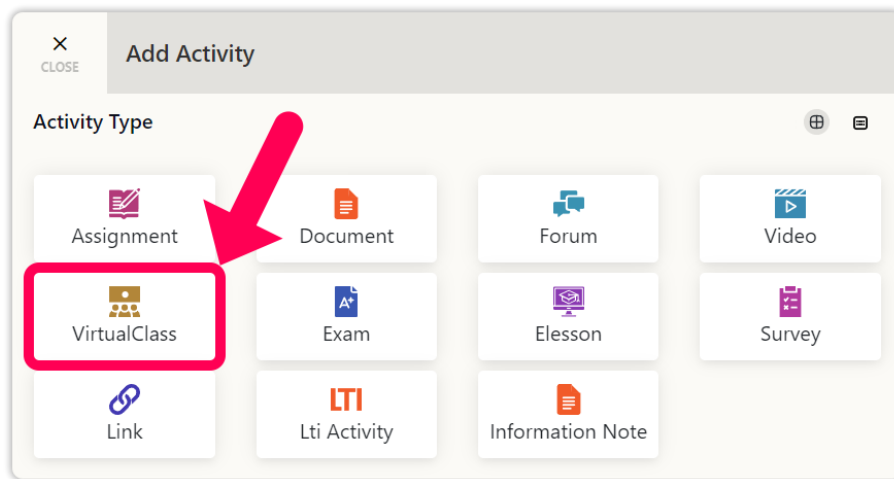 CLOSE
Add Activity
Activity Type
Assignment
Document
Forum
Video
VirtualClass
A+
Exam
Elesson
Survey
Link
LTI
Lti Activity
Information Note